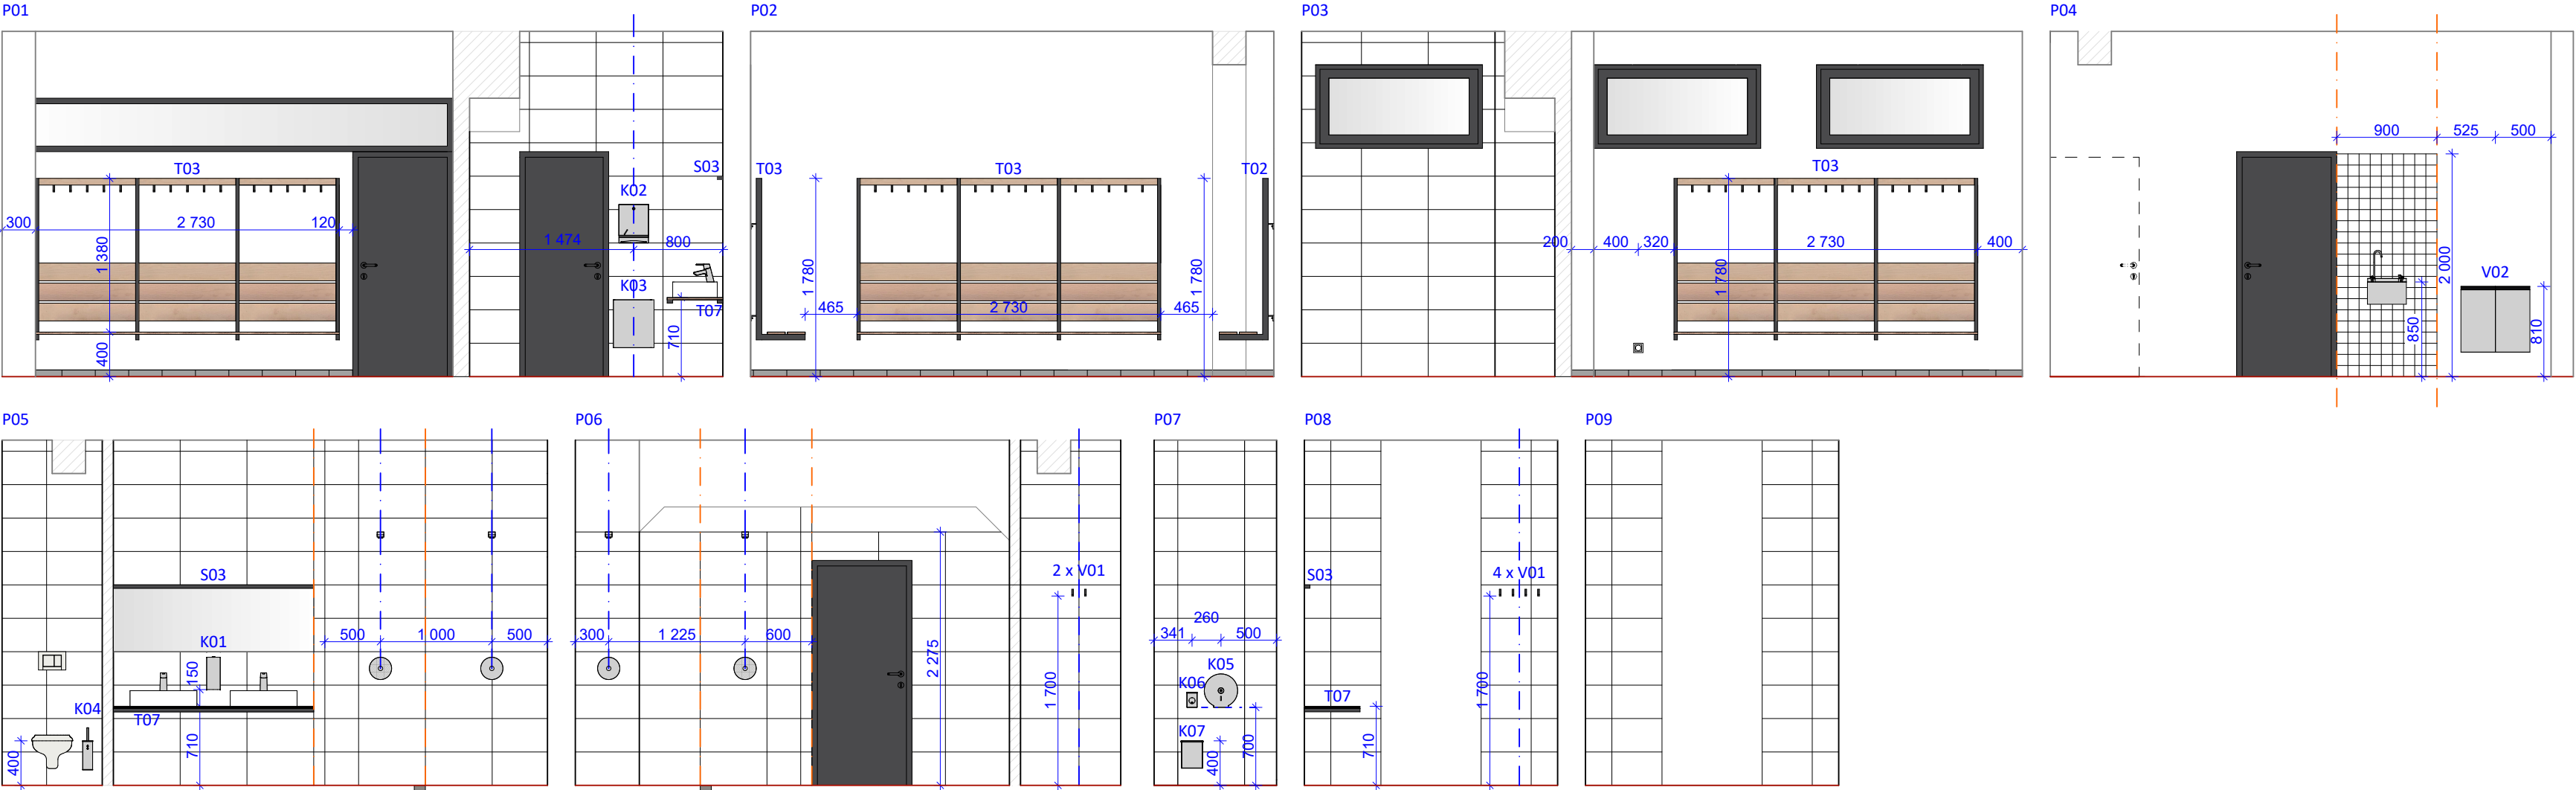 P01
T03
300
2 730
120
1 380
400
K02
S03
1 474
800
K03
T07
710
P02
T03
T03
T02
1 780
1 780
465
2 730
465
P03
T03
200
400
320
2 730
400
1 780
P04
900
525
500
2 000
V02
850
810
P05
S03
K01
500
1 000
500
150
K04
T07
710
400
P06
300
1 225
600
2 275
2 x V01
1 700
P07
260
341
500
K05
K06
K07
400
700
P08
S03
4 x V01
T07
1 700
710
P09